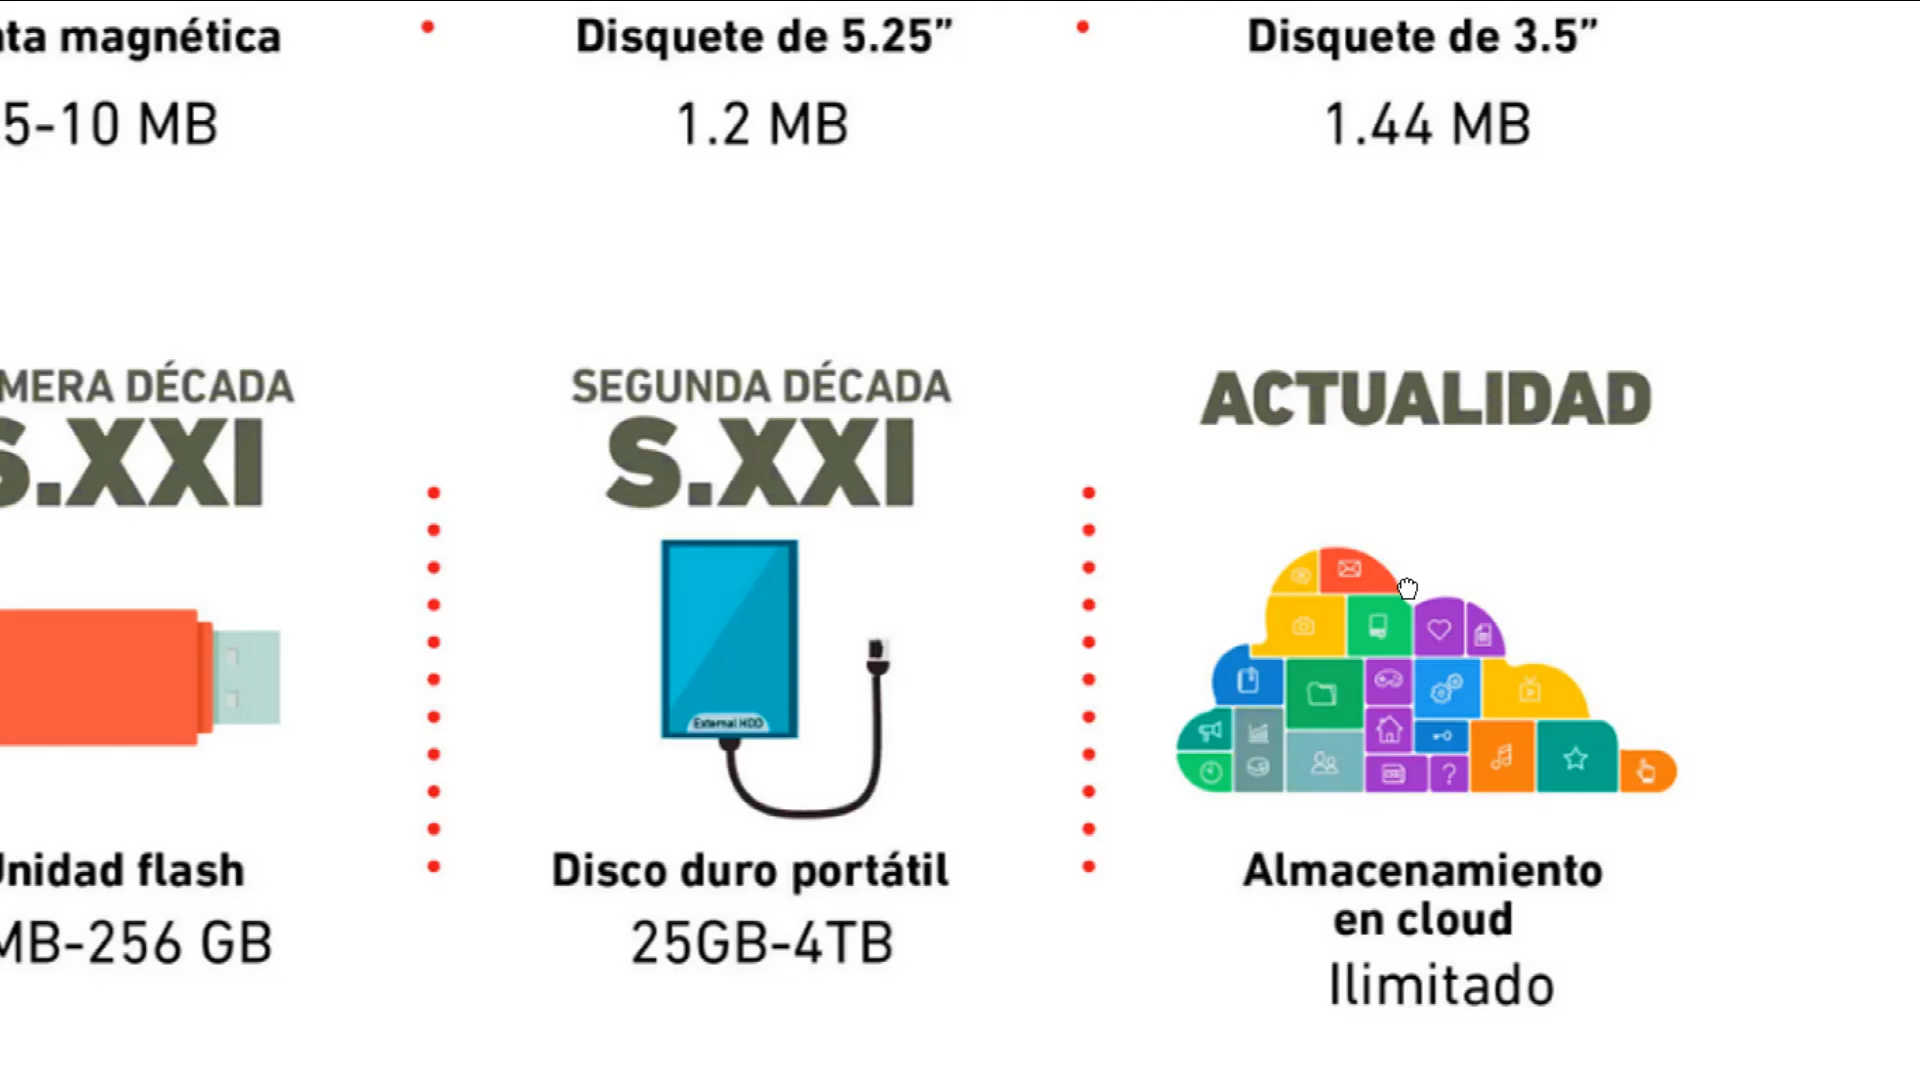 ta magnética
5-10 MB
Disquete de 5.25”
1.2 MB
Disquete de 3.5”
1.44 MB
MERA DÉCADA
S.XXI
Unidad flash
MB-256 GB
SEGUNDA DÉCADA
S.XXI
External HDD
Disco duro portátil
25GB-4TB
ACTUALIDAD
?
Almacenamiento
en cloud
Ilimitado